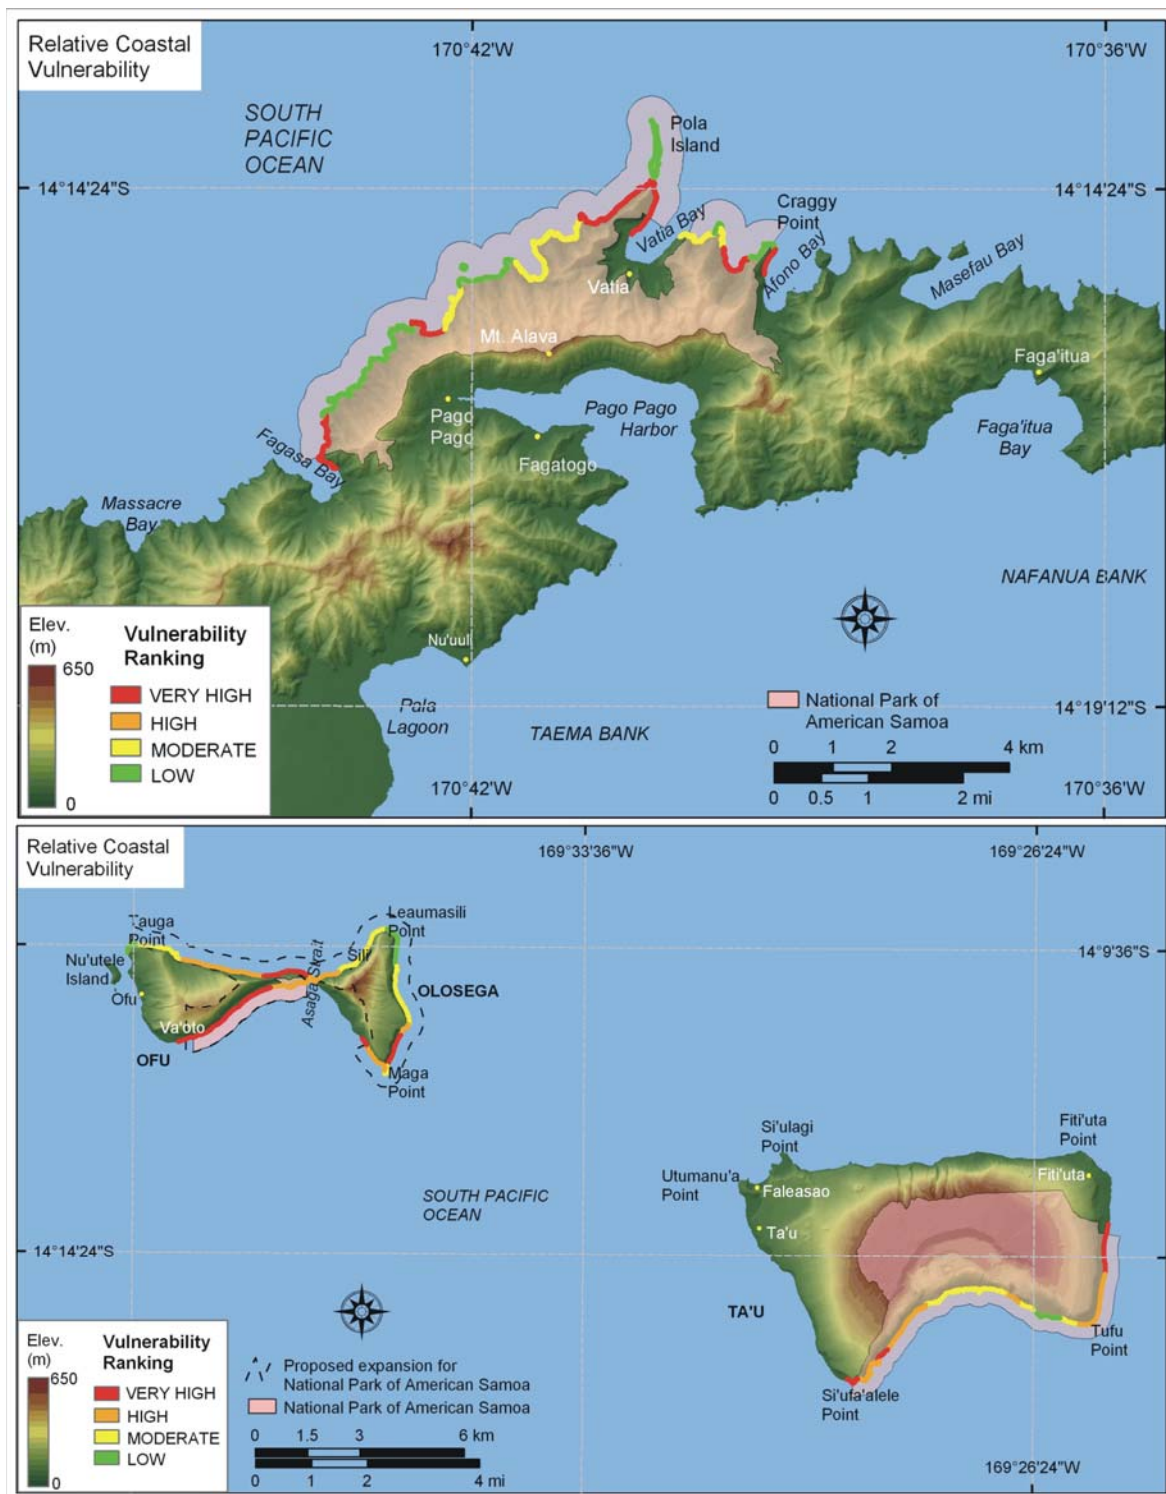 Relative Coastal
Vulnerability
170°42'W
170°36'W
SOUTH
PACIFIC
OCEAN
Pola
Island
14°14'24"S
14°14'24"S
Craggy
Point
Vatia Bay
Afono Bay
Masefau Bay
Vatia
Mt. Alava
Faga'itua
Pago
Pago
Pago Pago
Harbor
Faga'itua
Bay
Fagasa Bay
Fagatogo
Massacre
Bay
NAFANUA BANK
Elev.
(m)
650
0
Vulnerability
Ranking
VERY HIGH
HIGH
MODERATE
LOW
Nu'uuli
Pala
Lagoon
TAEMA BANK
National Park of
American Samoa
14°19'12"S
0 1 2 4 km
0 0.5 1 2 mi
170°42'W
170°36'W
Relative Coastal
Vulnerability
169°33'36"W
169°26'24"W
Tauga
Point
Leaumasili
Point
Nu'utele
Island
Sili
Asaga Strait
14°9'36"S
Ofu
OLOSEGA
Va'oto
OFU
Maga
Point
Si'ulagi
Point
Fiti'uta
Point
Utumanu'a
Point
Faleasao
Fiti'uta
SOUTH PACIFIC
OCEAN
Ta'u
14°14'24"S
TA'U
Tufu
Point
Si'ufa'alele
Point
Elev.
(m)
650
0
Vulnerability
Ranking
VERY HIGH
HIGH
MODERATE
LOW
Proposed expansion for
National Park of American Samoa
National Park of American Samoa
0 1.5 3 6 km
0 1 2 4 mi
169°26'24"W